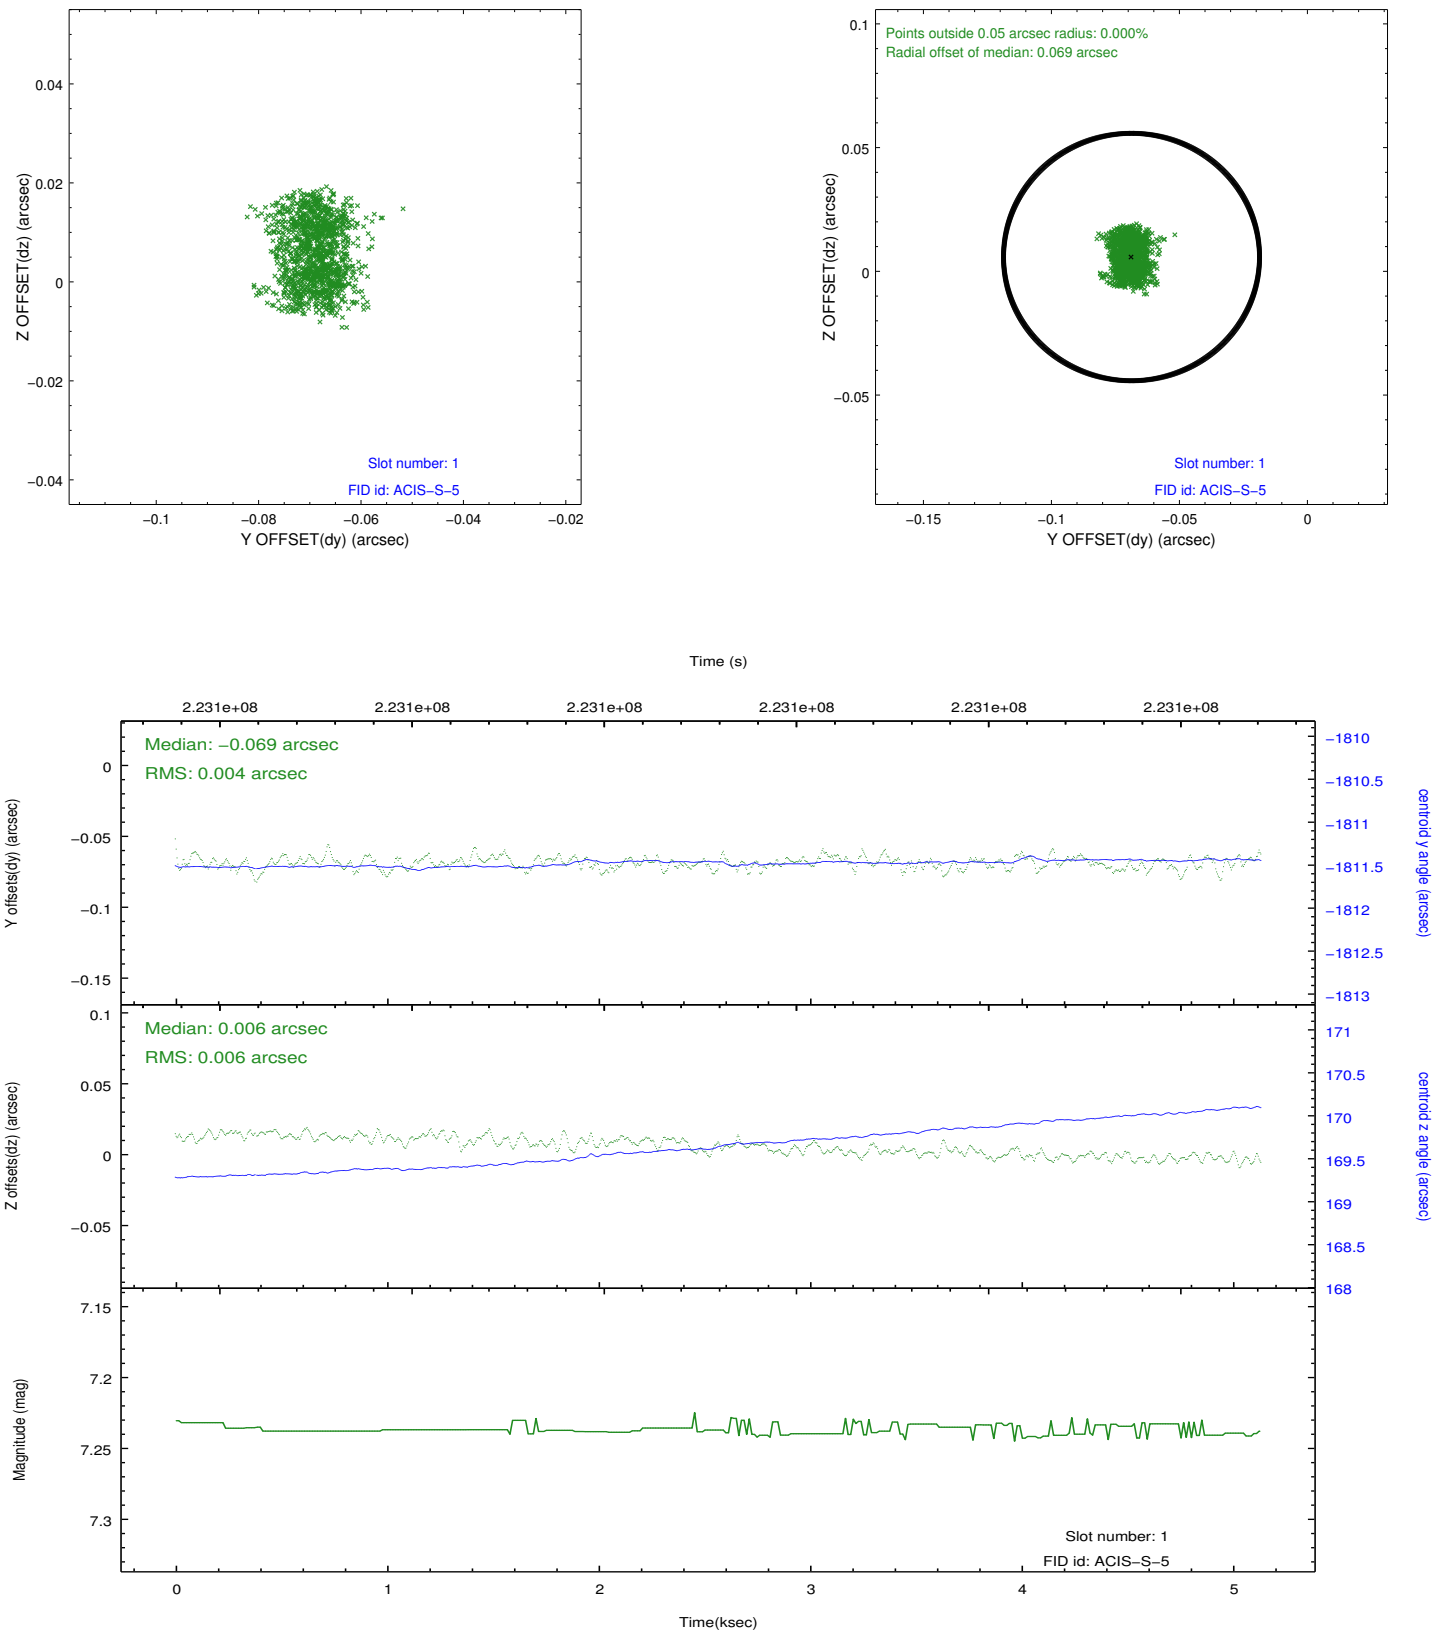 0.04
0.02
0
−0.02
−0.04
Z OFFSET(dz) (arcsec)
Slot number: 1
FID id: ACIS−S−5
−0.1
−0.08
−0.06
−0.04
−0.02
Y OFFSET(dy) (arcsec)
Points outside 0.05 arcsec radius: 0.000%
Radial offset of median: 0.069 arcsec
0.1
0.05
0
−0.05
Z OFFSET(dz) (arcsec)
Slot number: 1
FID id: ACIS−S−5
−0.15
−0.1
−0.05
0
Y OFFSET(dy) (arcsec)
Time (s)
2.231e+08
2.231e+08
2.231e+08
2.231e+08
2.231e+08
2.231e+08
Median: −0.069 arcsec
RMS: 0.004 arcsec
0
−0.05
−0.1
−0.15
Y offsets(dy) (arcsec)
−1810
−1810.5
−1811
−1811.5
−1812
−1812.5
−1813
centroid y angle (arcsec)
Median: 0.006 arcsec
RMS: 0.006 arcsec
0.1
0.05
0
−0.05
Z offsets(dz) (arcsec)
171
170.5
170
169.5
169
168.5
168
centroid z angle (arcsec)
7.15
7.2
7.25
7.3
Magnitude (mag)
Slot number: 1
FID id: ACIS−S−5
0
1
2
3
4
5
Time(ksec)